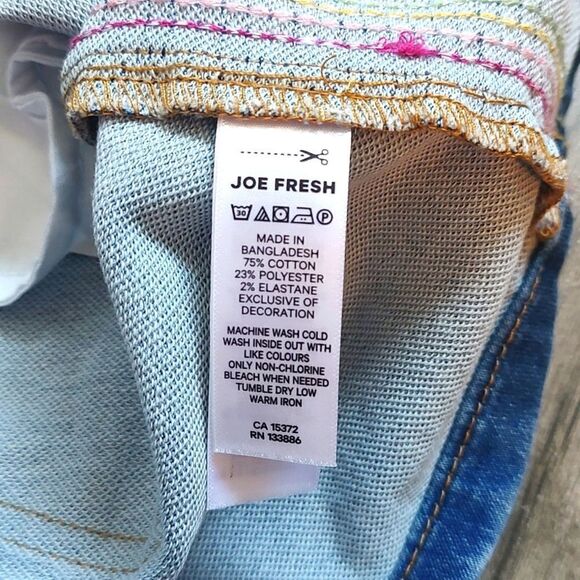 JOE FRESH
30 P
MADE IN
BANGLADESH
75% COTTON
23% POLYESTER
2% ELASTANE
EXCLUSIVE OF
DECORATION
MACHINE WASH COLD
WASH INSIDE OUT WITH
LIKE COLOURS
ONLY NON-CHLORINE
BLEACH WHEN NEEDED
TUMBLE DRY LOW
WARM IRON
CA 15372
RN 133886